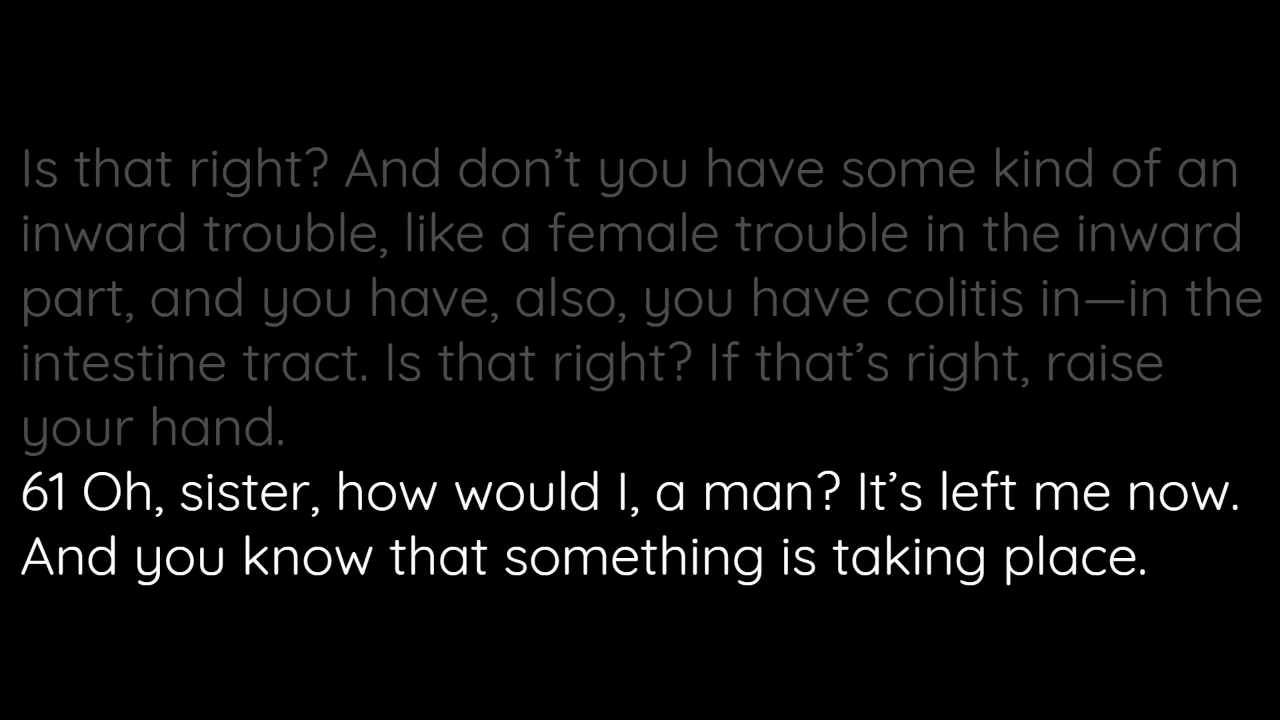 Is that right? And don’t you have some kind of an
inward trouble, like a female trouble in the inward
part, and you have, also, you have colitis in—in the
intestine tract. Is that right? If that’s right, raise
your hand.
61 Oh, sister, how would I, a man? It’s left me now.
And you know that something is taking place.